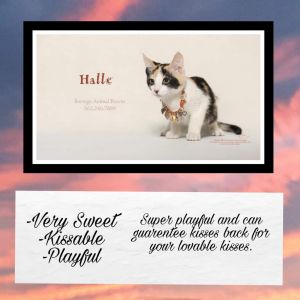 Halle
-Very Sweet
-Kissable
-Playful
Super playful and can
guarentee kisses back for
your lovable kisses.